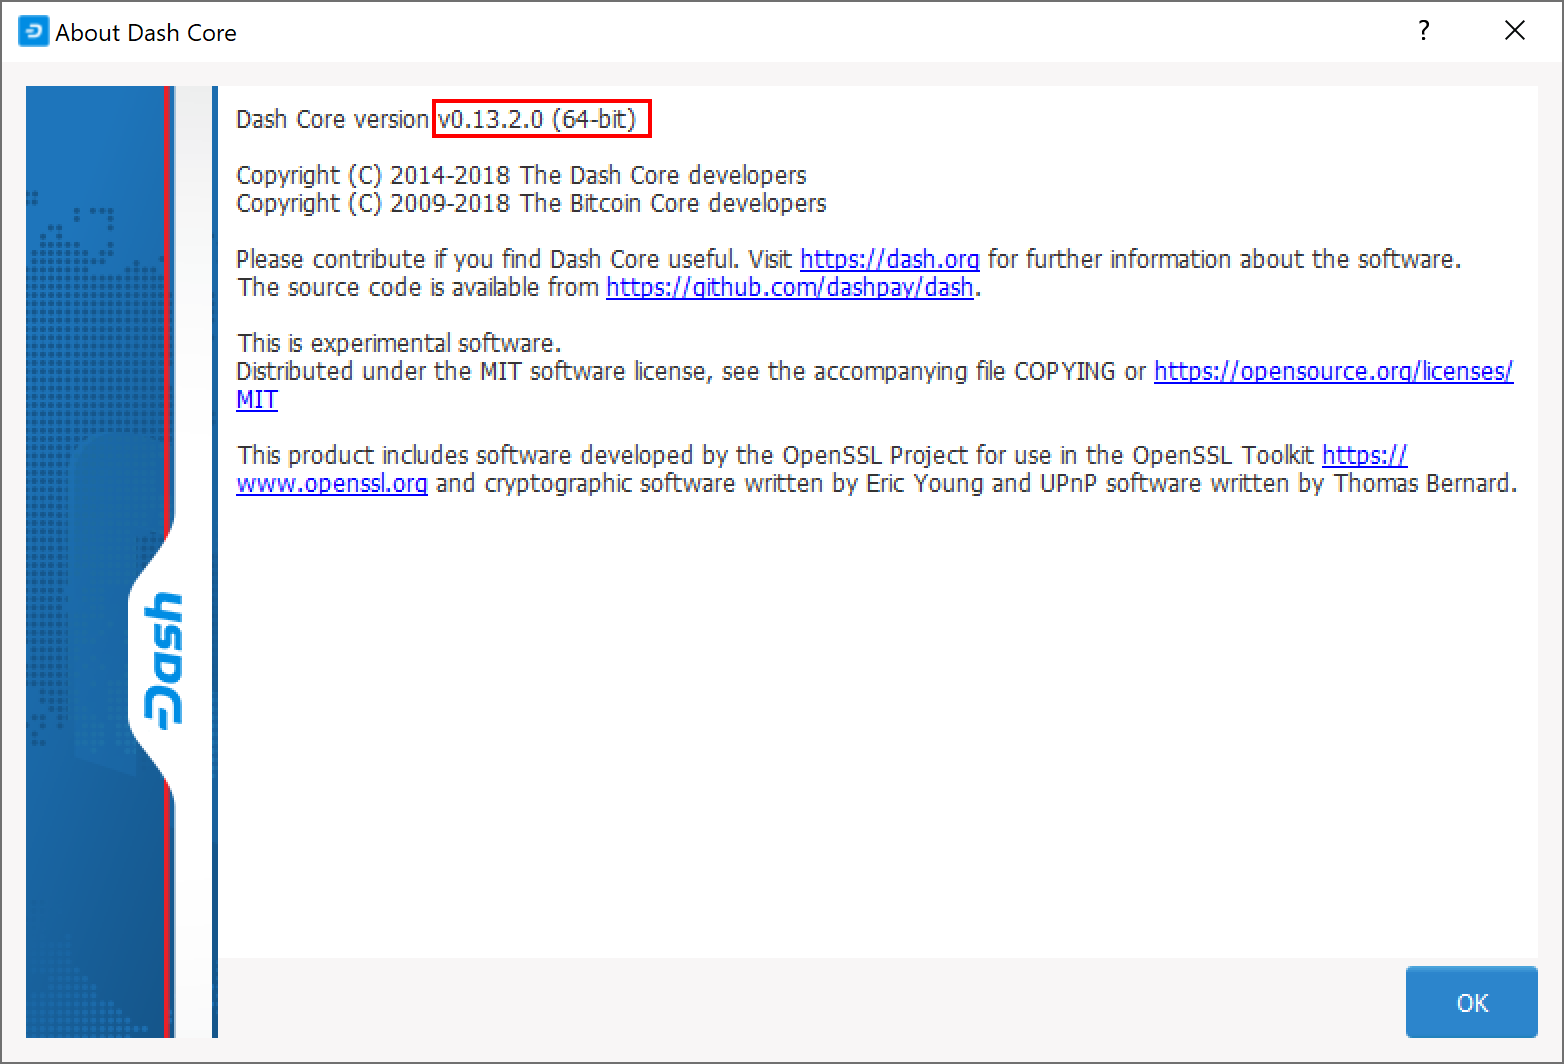 About Dash Core
?
Dash Core version v0.13.2.0 (64-bit)
Copyright (C) 2014-2018 The Dash Core developers
Copyright (C) 2009-2018 The Bitcoin Core developers
Please contribute if you find Dash Core useful. Visit https://dash.org for further information about the software.
The source code is available from https://github.com/dashpay/dash.
This is experimental software.
Distributed under the MIT software license, see the accompanying file COPYING or https://opensource.org/licenses/
MIT
This product includes software developed by the OpenSSL Project for use in the OpenSSL Toolkit https://
www.openssl.org and cryptographic software written by Eric Young and UPnP software written by Thomas Bernard.
Dash
OK